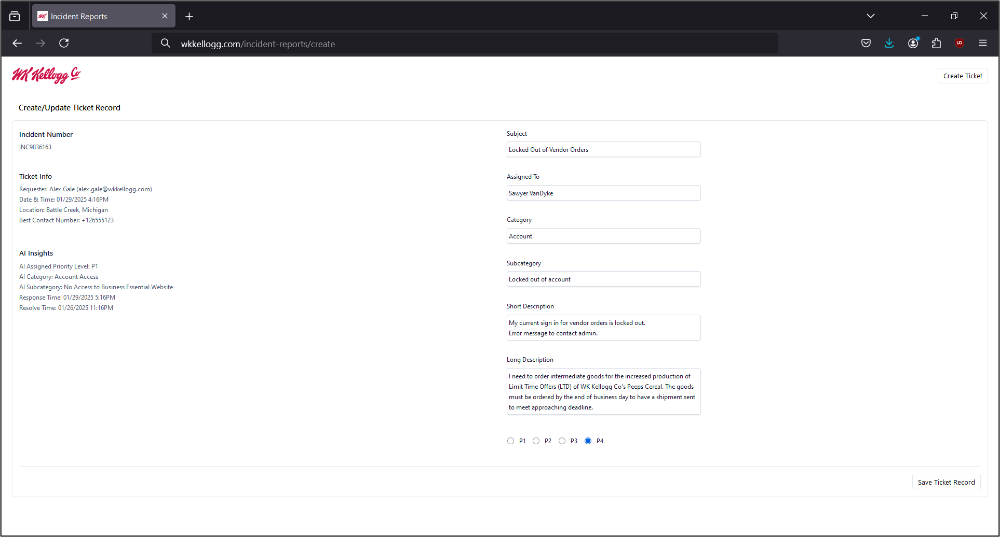 Incident Reports
wkkellogg.com/incident-reports/create
WK Kellogg Co
Create Ticket
Create/Update Ticket Record
Incident Number
INC9836163
Ticket Info
Requester: Alex Gale (alex.gale@wkkellogg.com)
Date & Time: 01/29/2025 4:16PM
Location: Battle Creek, Michigan
Best Contact Number: +126555123
AI Insights
AI Assigned Priority Level: P1
AI Category: Account Access
AI Subcategory: No Access to Business Essential Website
Response Time: 01/29/2025 5:16PM
Resolve Time: 01/26/2025 11:16PM
Subject
Locked Out of Vendor Orders
Assigned To
Sawyer VanDyke
Category
Account
Subcategory
Locked out of account
Short Description
My current sign in for vendor orders is locked out.
Error message to contact admin.
Long Description
I need to order intermediate goods for the increased production of
Limit Time Offers (LTD) of WK Kellogg Co's Peeps Cereal. The goods
must be ordered by the end of business day to have a shipment sent
to meet approaching deadline.
P1 P2 P3 P4
Save Ticket Record